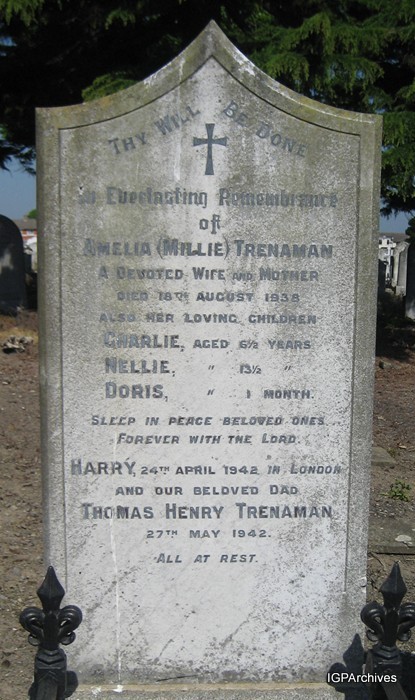 Thy Will Be Done
In Everlasting Remembrance
of
Amelia (Millie) Trenaman
A Devoted Wife and Mother
Died 18th August 1938
Also Her Loving Children
Charlie, aged 6½ years
Nellie, " 13½ "
Doris, " 1 month.
Sleep in peace beloved ones
Forever with the Lord.
Harry, 24th April 1942 in London
and our beloved Dad
Thomas Henry Trenaman
27th May 1942.
All at rest.
IGPArchives